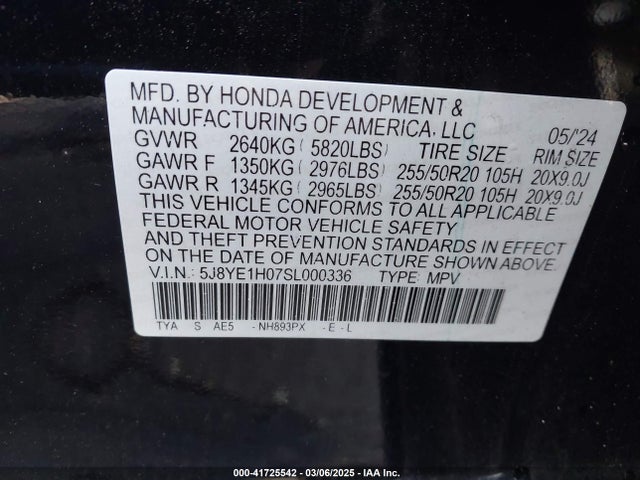 MFD. BY HONDA DEVELOPMENT &
MANUFACTURING OF AMERICA, LLC 05/'24
GVWR 2640KG ( 5820LBS) TIRE SIZE RIM SIZE
GAWR F 1350KG ( 2976LBS) 255/50R20 105H 20X9.0J
GAWR R 1345KG ( 2965LBS) 255/50R20 105H 20X9.0J
THIS VEHICLE CONFORMS TO ALL APPLICABLE
FEDERAL MOTOR VEHICLE SAFETY
AND THEFT PREVENTION STANDARDS IN EFFECT
ON THE DATE OF MANUFACTURE SHOWN ABOVE.
V.I.N.: 5J8YE1H07SL000336 TYPE: MPV
TYA S AE5 -NH893PX -E-L
000-41725542 — 03/06/2025 — IAA Inc.